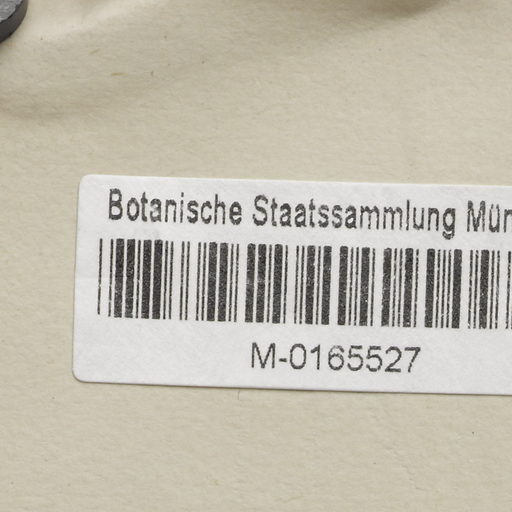 Botanische Staatssammlung Mün
M-0165527